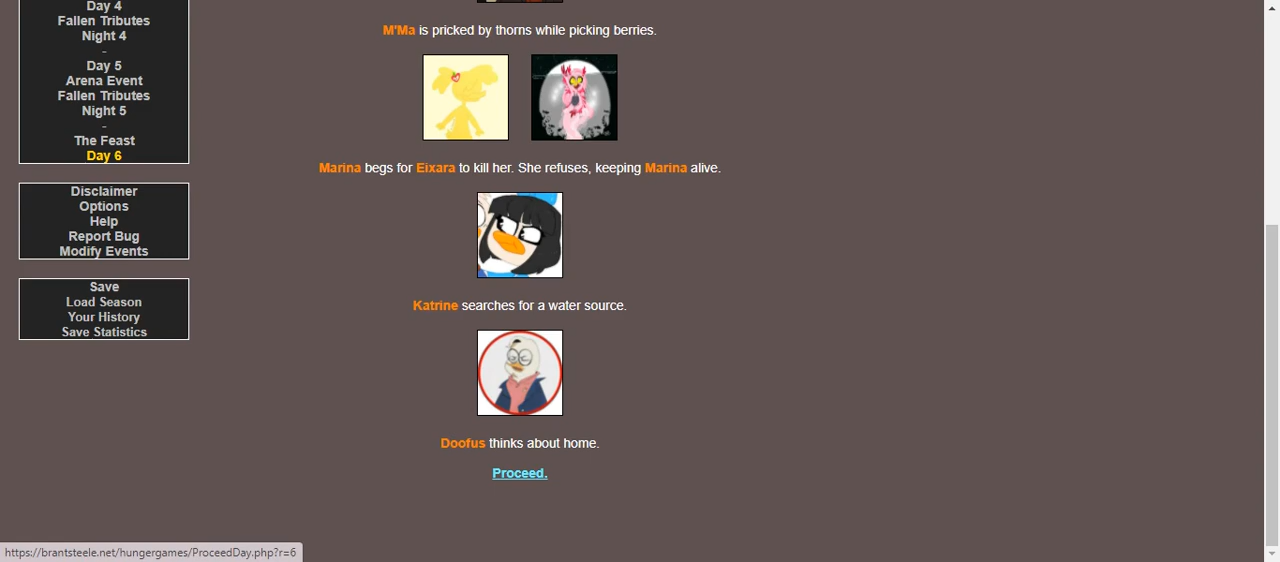 Day 4
Fallen Tributes
Night 4
-
Day 5
Arena Event
Fallen Tributes
Night 5
-
The Feast
Day 6
Disclaimer
Options
Help
Report Bug
Modify Events
Save
Load Season
Your History
Save Statistics
M'Ma is pricked by thorns while picking berries.
Marina begs for Eixara to kill her. She refuses, keeping Marina alive.
Katrine searches for a water source.
Doofus thinks about home.
Proceed.
https://brantsteele.net/hungergames/ProceedDay.php?r=6